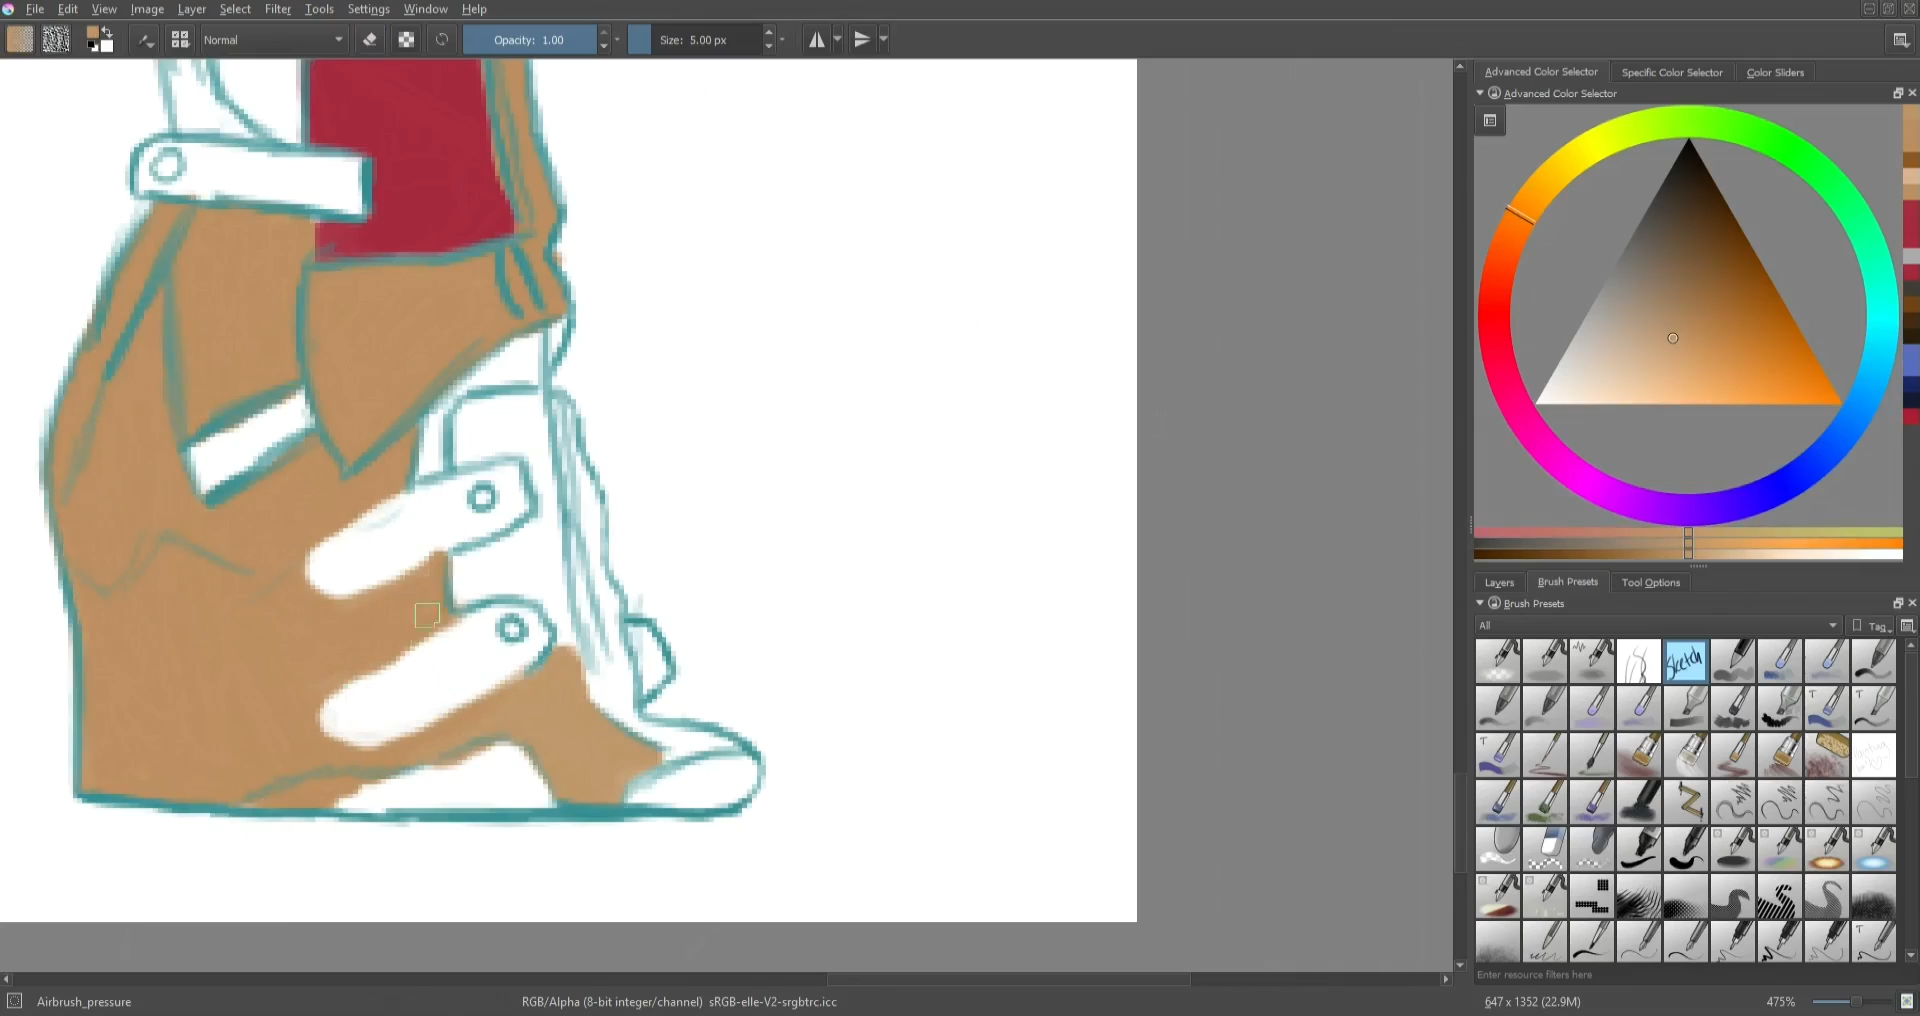 File Edit View Image Layer Select Filter Tools Settings Window Help
Normal Opacity: 1.00 Size: 5.00 px
Advanced Color Selector Specific Color Selector Color Sliders
Advanced Color Selector
Layers Brush Presets Tool Options
Brush Presets
All Tag
Sketch
T T
T
T
Enter resource filters here
Airbrush_pressure RGB/Alpha (8-bit integer/channel) sRGB-elle-V2-srgbtrc.icc 647 x 1352 (22.9M) 475%